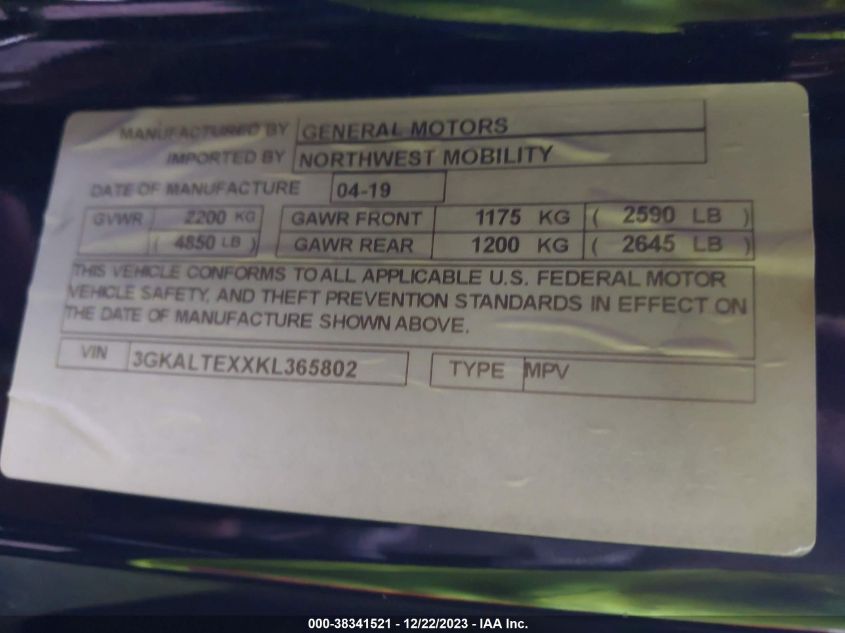 MANUFACTURED BY GENERAL MOTORS
IMPORTED BY NORTHWEST MOBILITY
DATE OF MANUFACTURE 04-19
GVWR 2200 KG GAWR FRONT 1175 KG ( 2590 LB )
( 4850 LB ) GAWR REAR 1200 KG ( 2645 LB )
THIS VEHICLE CONFORMS TO ALL APPLICABLE U.S. FEDERAL MOTOR
VEHICLE SAFETY, AND THEFT PREVENTION STANDARDS IN EFFECT ON
THE DATE OF MANUFACTURE SHOWN ABOVE.
VIN 3GKALTEXXKL365802 TYPE MPV
000-38341521 - 12/22/2023 - IAA Inc.